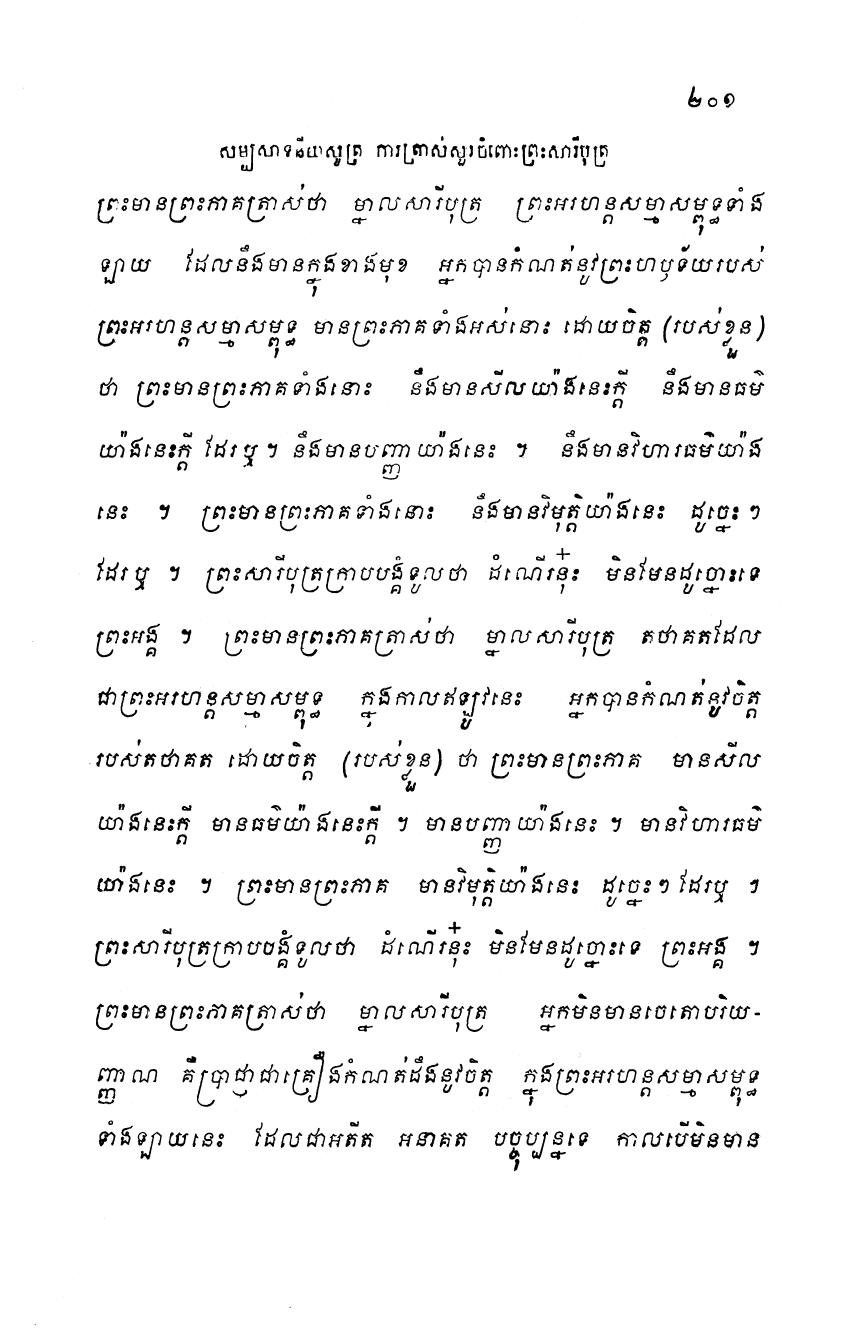 ២០១
សម្បសាទនីយសូត្រ ការត្រាស់សួរចំពោះព្រះសារីបុត្រ
ព្រះមានព្រះភាគត្រាស់ថា ម្នាលសារីបុត្រ ព្រះអរហន្តសម្មាសម្ពុទ្ធទាំង
ឡាយ ដែលនឹងមានក្នុងខាងមុខ អ្នកបានកំណត់នូវព្រះហឫទ័យរបស់
ព្រះអរហន្តសម្មាសម្ពុទ្ធ មានព្រះភាគទាំងអស់នោះ ដោយចិត្ត (របស់ខ្លួន)
ថា ព្រះមានព្រះភាគទាំងនោះ នឹងមានសីលយ៉ាងនេះក្តី នឹងមានធម៌
យ៉ាងនេះក្តី ដែរឬ ។ នឹងមានបញ្ញាយ៉ាងនេះ ។ នឹងមានវិហារធម៌យ៉ាង
នេះ ។ ព្រះមានព្រះភាគទាំងនោះ នឹងមានវិមុត្តិយ៉ាងនេះ ដូច្នេះៗ
ដែរឬ ។ ព្រះសារីបុត្រក្រាបបង្គំទូលថា ដំណើរនុ៎ះ មិនមែនដូច្នោះទេ
ព្រះអង្គ ។ ព្រះមានព្រះភាគត្រាស់ថា ម្នាលសារីបុត្រ តថាគតដែល
ជាព្រះអរហន្តសម្មាសម្ពុទ្ធ ក្នុងកាលឥឡូវនេះ អ្នកបានកំណត់នូវចិត្ត
របស់តថាគត ដោយចិត្ត (របស់ខ្លួន) ថា ព្រះមានព្រះភាគ មានសីល
យ៉ាងនេះក្តី មានធម៌យ៉ាងនេះក្តី ។ មានបញ្ញាយ៉ាងនេះ ។ មានវិហារធម៌
យ៉ាងនេះ ។ ព្រះមានព្រះភាគ មានវិមុត្តិយ៉ាងនេះ ដូច្នេះៗ ដែរឬ ។
ព្រះសារីបុត្រក្រាបបង្គំទូលថា ដំណើរនុ៎ះ មិនមែនដូច្នោះទេ ព្រះអង្គ ។
ព្រះមានព្រះភាគត្រាស់ថា ម្នាលសារីបុត្រ អ្នកមិនមានចេតោបរិយ-
ញ្ញាណ គឺប្រាជ្ញាជាគ្រឿងកំណត់ដឹងនូវចិត្ត ក្នុងព្រះអរហន្តសម្មាសម្ពុទ្ធ
ទាំងឡាយនេះ ដែលជាអតីត អនាគត បច្ចុប្បន្នទេ កាលបើមិនមាន